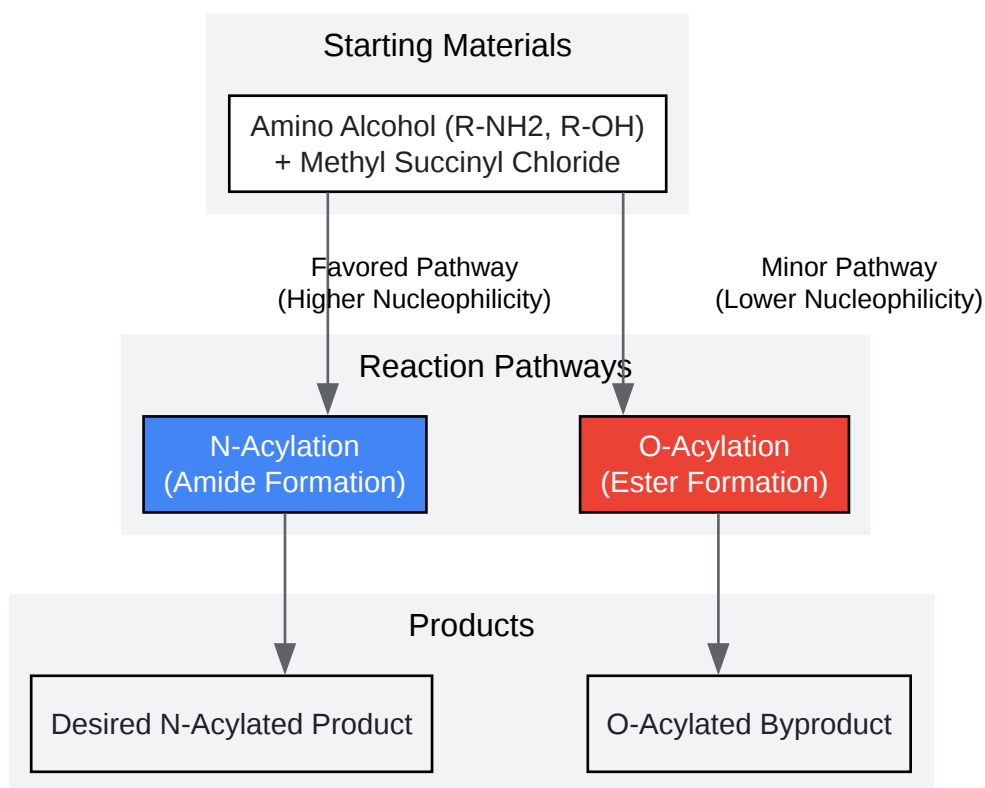 Starting Materials
Amino Alcohol (R-NH2, R-OH)
+ Methyl Succinyl Chloride
Favored Pathway
(Higher Nucleophilicity)
Minor Pathway
(Lower Nucleophilicity)
Reaction Pathways
N-Acylation
(Amide Formation)
O-Acylation
(Ester Formation)
Products
Desired N-Acylated Product
O-Acylated Byproduct